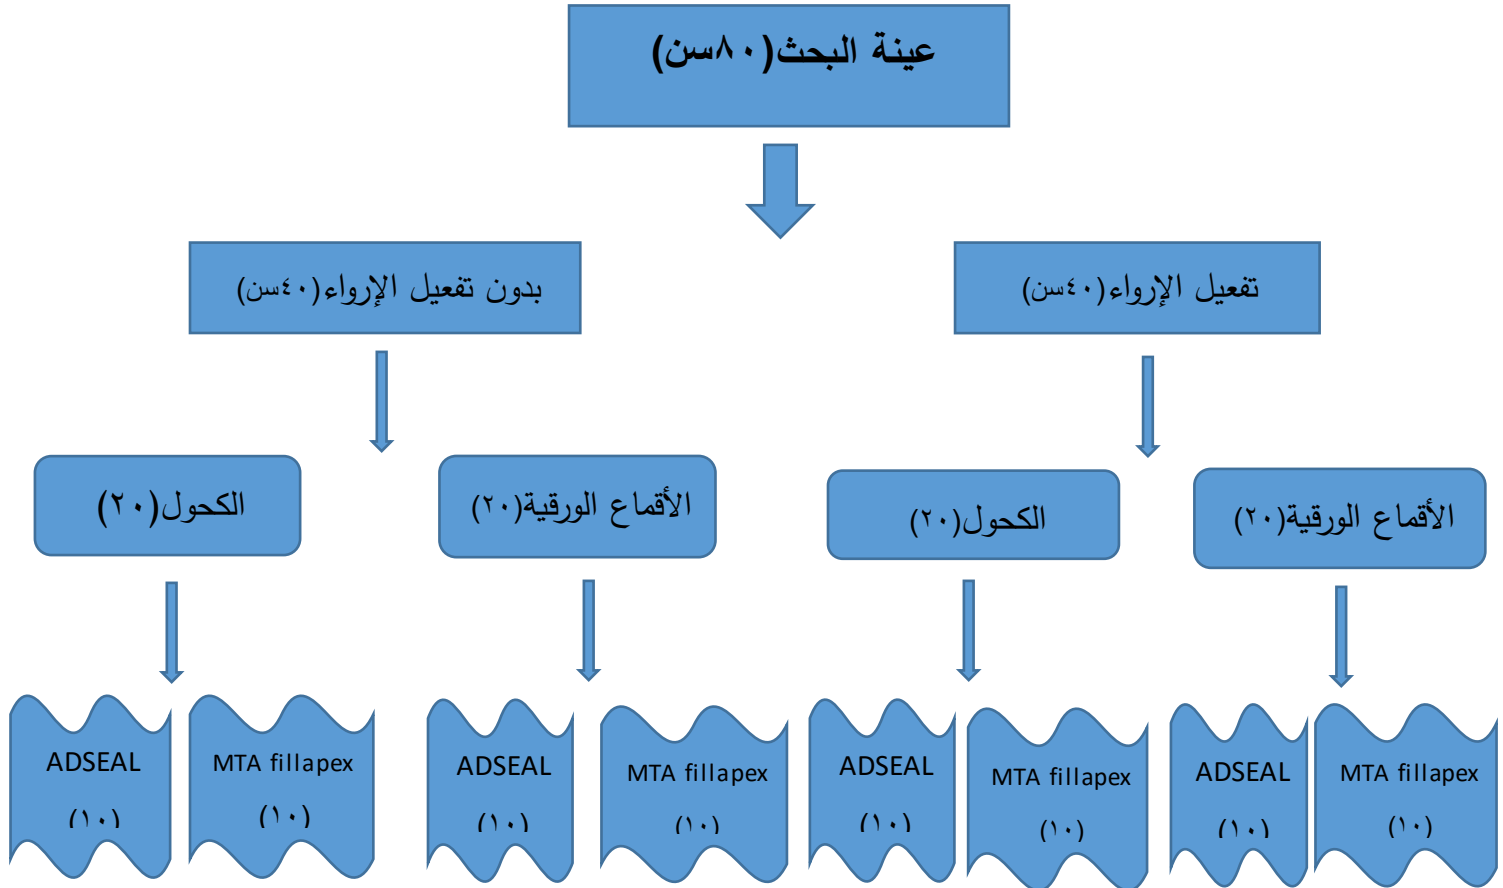 عينة البحث(٨٠سن)
تفعيل الإرواء(٤٠سن)
بدون تفعيل الإرواء(٤٠سن)
الأقماع الورقية(٢٠)
الكحول(٢٠)
الأقماع الورقية(٢٠)
الكحول(٢٠)
MTA fillapex
(١٠)
ADSEAL
(١٠)
MTA fillapex
(١٠)
ADSEAL
(١٠)
MTA fillapex
(١٠)
ADSEAL
(١٠)
MTA fillapex
(١٠)
ADSEAL
(١٠)